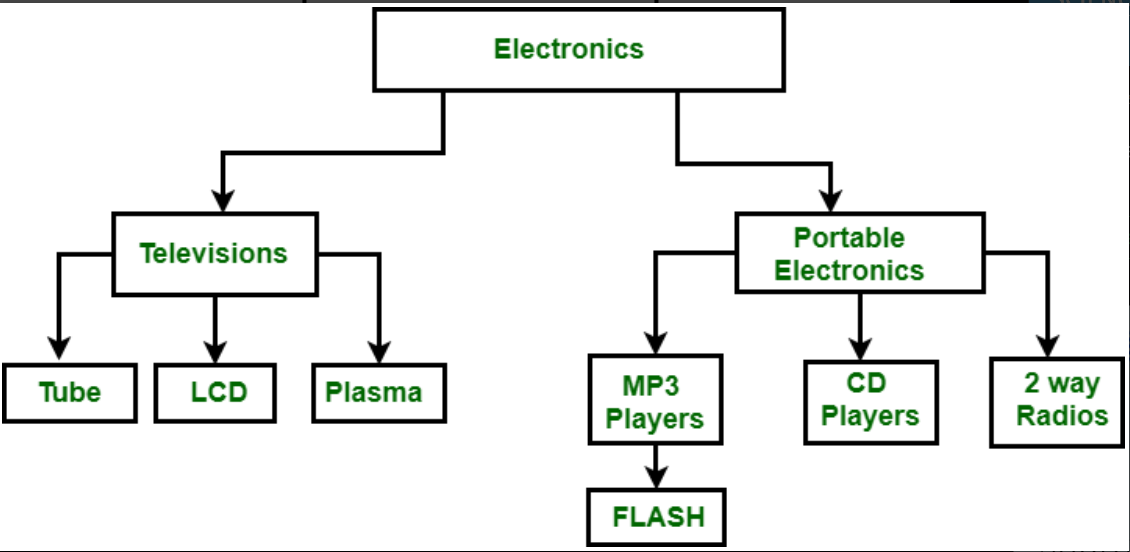 Electronics
Televisions
Portable
Electronics
Tube
LCD
Plasma
MP3
Players
CD
Players
2 way
Radios
FLASH